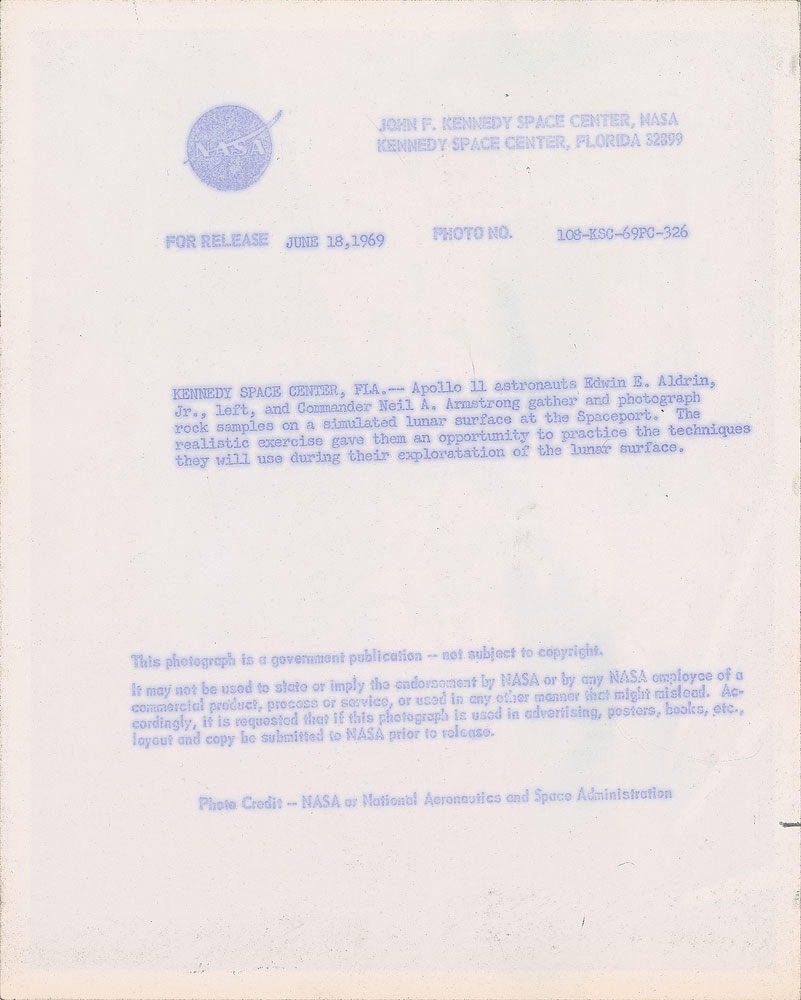 NASA
JOHN F. KENNEDY SPACE CENTER, NASA
KENNEDY SPACE CENTER, FLORIDA 32899
FOR RELEASE JUNE 18,1969 PHOTO NO. 108-KSC-69PC-326
KENNEDY SPACE CENTER, FLA.-- Apollo 11 astronauts Edwin E. Aldrin,
Jr., left, and Commander Neil A. Armstrong gather and photograph
rock samples on a simulated lunar surface at the Spaceport. The
realistic exercise gave them an opportunity to practice the techniques
they will use during their exploratation of the lunar surface.
This photograph is a government publication -- not subject to copyright.
It may not be used to state or imply the endorsement by NASA or by any NASA employee of a
commercial product, process or service, or used in any other manner that might mislead. Ac-
cordingly, it is requested that if this photograph is used in advertising, posters, books, etc.,
layout and copy be submitted to NASA prior to release.
Photo Credit -- NASA or National Aeronautics and Space Administration